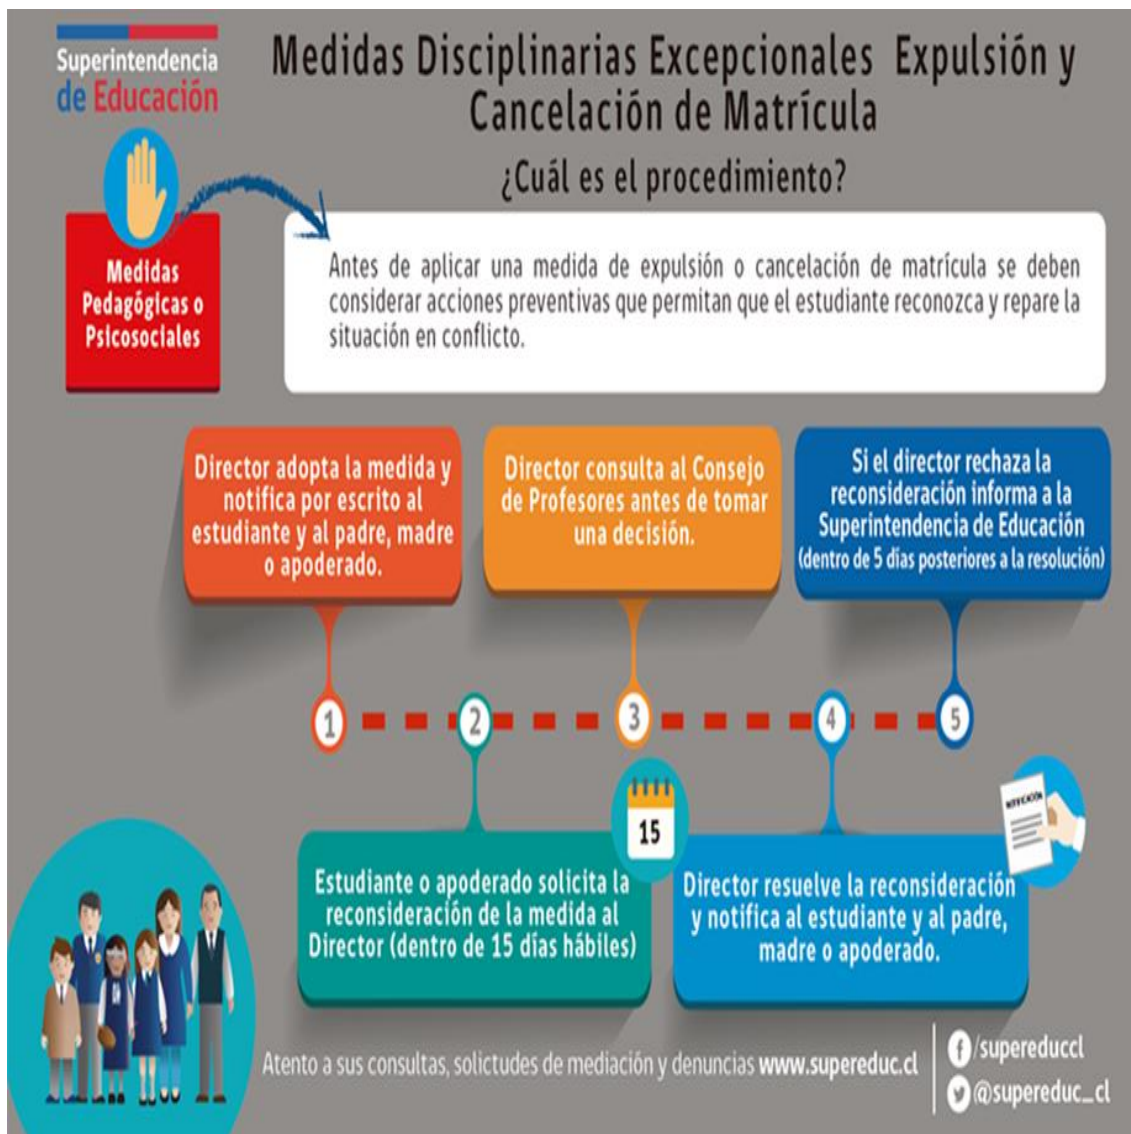 Superintendencia
de Educación
Medidas Disciplinarias Excepcionales Expulsión y
Cancelación de Matrícula
¿Cuál es el procedimiento?
Medidas
Pedagógicas o
Psicosociales
Antes de aplicar una medida de expulsión o cancelación de matrícula se deben
considerar acciones preventivas que permitan que el estudiante reconozca y repare la
situación en conflicto.
Director adopta la medida y
notifica por escrito al
estudiante y al padre, madre
o apoderado.
Director consulta al Consejo
de Profesores antes de tomar
una decisión.
Si el director rechaza la
reconsideración informa a la
Superintendencia de Educación
(dentro de 5 días posteriores a la resolución)
1
2
3
4
5
15
NOTIFICACIÓN
Estudiante o apoderado solicita la
reconsideración de la medida al
Director (dentro de 15 días hábiles)
Director resuelve la reconsideración
y notifica al estudiante y al padre,
madre o apoderado.
Atento a sus consultas, solictudes de mediación y denuncias www.supereduc.cl
/supereduccl
@supereduc_cl